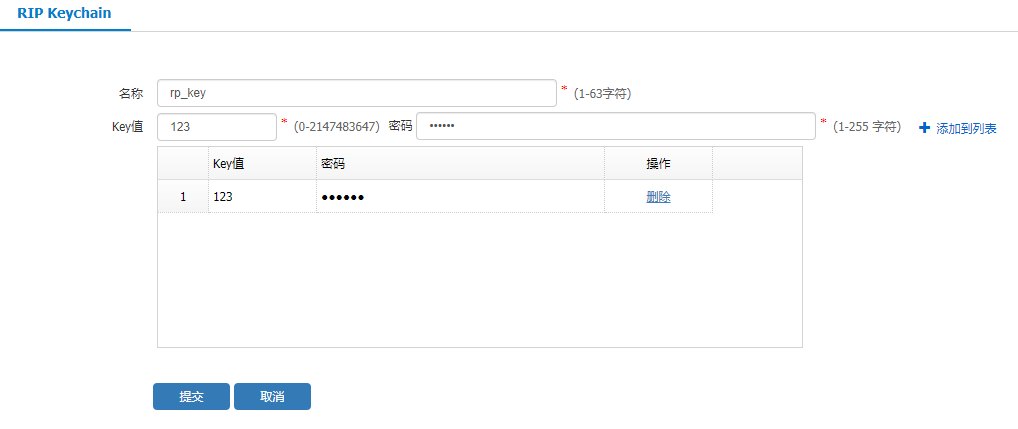 RIP Keychain
名称 rp_key * (1-63字符)
Key值 123 * (0-2147483647) 密码 •••••• * (1-255 字符) + 添加到列表
Key值 密码 操作
1 123 ●●●●●● 删除
提交 取消